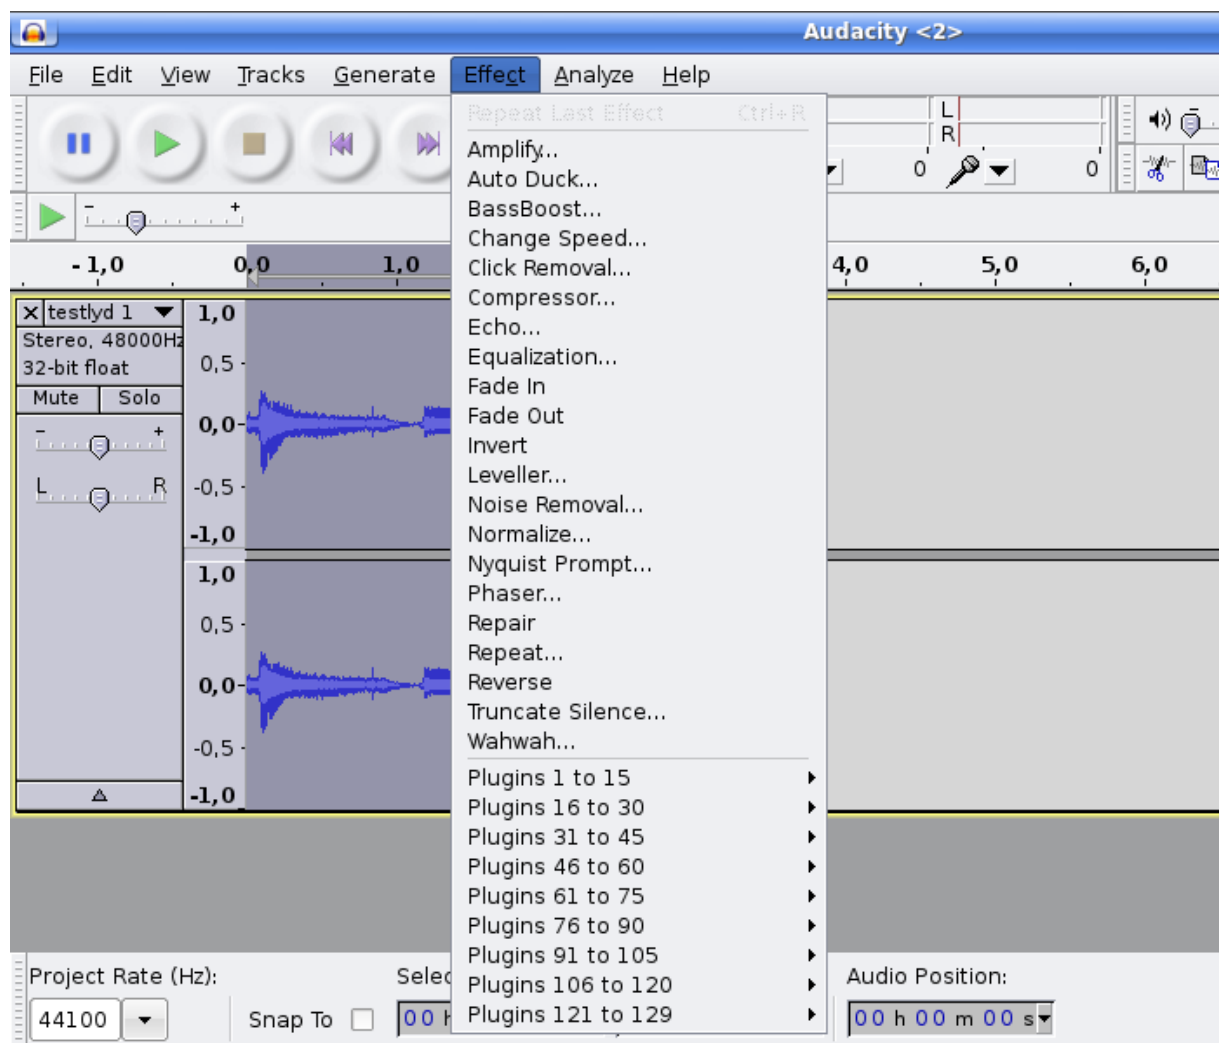 Audacity <2>
File Edit View Tracks Generate Effect Analyze Help
Repeat Last Effect Ctrl+R
Amplify...
Auto Duck...
BassBoost...
Change Speed...
Click Removal...
Compressor...
Echo...
Equalization...
Fade In
Fade Out
Invert
Leveller...
Noise Removal...
Normalize...
Nyquist Prompt...
Phaser...
Repair
Repeat...
Reverse
Truncate Silence...
Wahwah...
Plugins 1 to 15
Plugins 16 to 30
Plugins 31 to 45
Plugins 46 to 60
Plugins 61 to 75
Plugins 76 to 90
Plugins 91 to 105
Plugins 106 to 120
Plugins 121 to 129
L
R
0 0
- +
-1,0 0,0 1,0 4,0 5,0 6,0
testlyd 1
Stereo, 48000Hz
32-bit float
Mute Solo
- +
L R
1,0
0,5
0,0
-0,5
-1,0
1,0
0,5
0,0
-0,5
-1,0
Project Rate (Hz):
44100
Snap To
Selec
00 h
Audio Position:
00 h 00 m 00 s